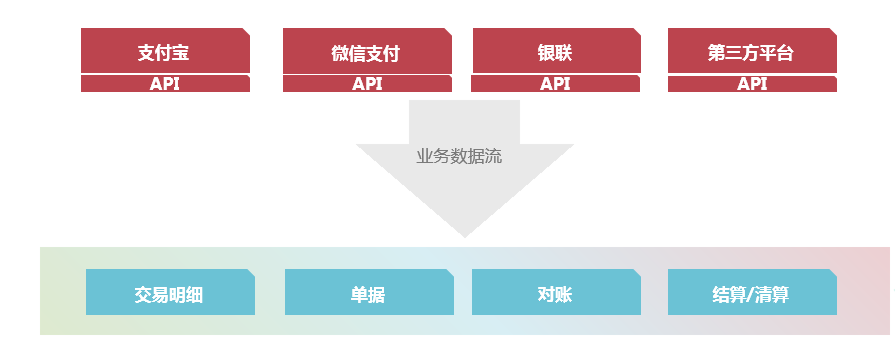 支付宝
微信支付
银联
第三方平台
API
API
API
API
业务数据流
交易明细
单据
对账
结算/清算